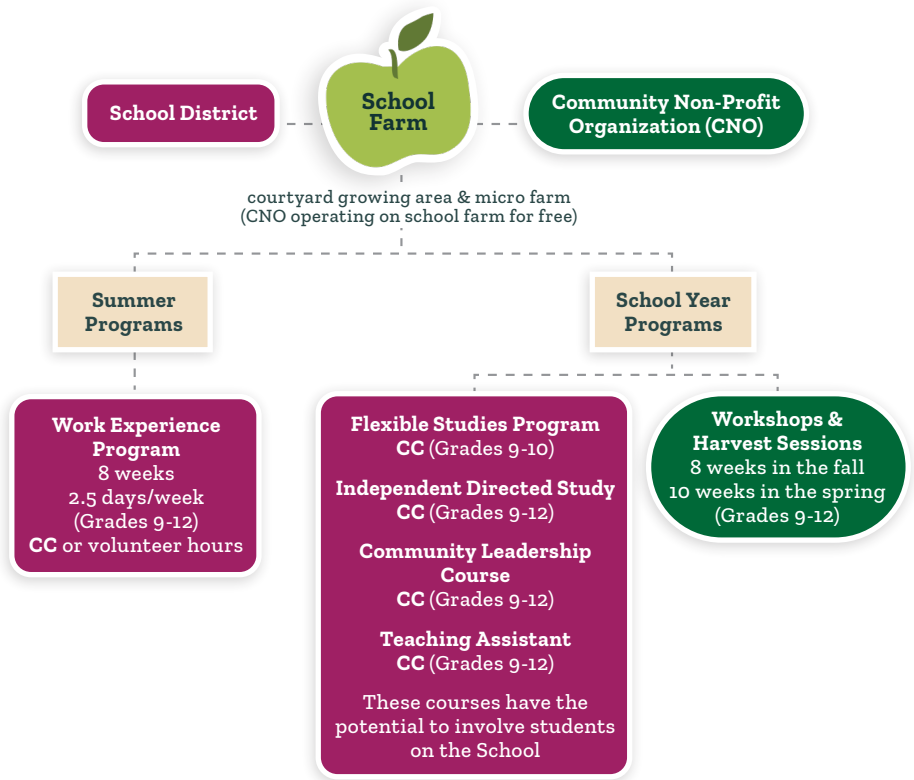 School District
School
Farm
Community Non-Profit
Organization (CNO)
courtyard growing area & micro farm
(CNO operating on school farm for free)
Summer
Programs
School Year
Programs
Work Experience
Program
8 weeks
2.5 days/week
(Grades 9-12)
CC or volunteer hours
Flexible Studies Program
CC (Grades 9-10)
Independent Directed Study
CC (Grades 9-12)
Community Leadership
Course
CC (Grades 9-12)
Teaching Assistant
CC (Grades 9-12)
These courses have the
potential to involve students
on the School
Workshops &
Harvest Sessions
8 weeks in the fall
10 weeks in the spring
(Grades 9-12)